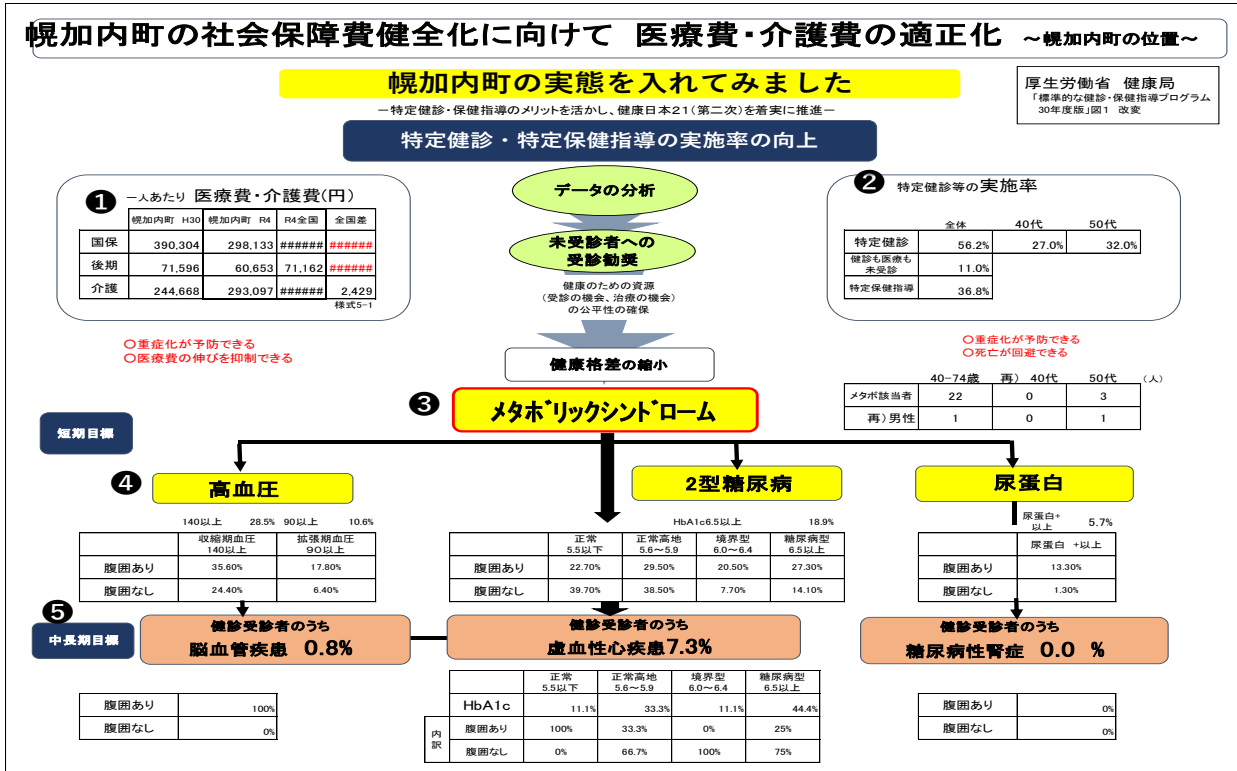 幌加内町の社会保障費健全化に向けて 医療費・介護費の適正化 ～幌加内町の位置～
幌加内町の実態を入れてみました
－特定健診・保健指導のメリットを活かし、健康日本21(第二次)を着実に推進－
厚生労働省 健康局
「標準的な健診・保健指導プログラム
30年度版」図1 改変
特定健診・特定保健指導の実施率の向上
❶ 一人あたり 医療費・介護費(円)
幌加内町 H30 幌加内町 R4 R4全国 全国差
国保 390,304 298,133 ###### ######
後期 71,596 60,653 71,162 ######
介護 244,668 293,097 ###### 2,429
様式5-1
○重症化が予防できる
○医療費の伸びを抑制できる
データの分析
未受診者への
受診勧奨
健康のための資源
(受診の機会、治療の機会)
の公平性の確保
健康格差の縮小
❷ 特定健診等の実施率
全体 40代 50代
特定健診 56.2% 27.0% 32.0%
健診も医療も
未受診 11.0%
特定保健指導 36.8%
○重症化が予防できる
○死亡が回避できる
40-74歳 再) 40代 50代 (人)
メタボ該当者 22 0 3
再)男性 1 0 1
❸ メタボリックシンドローム
短期目標
❹ 高血圧
2型糖尿病
尿蛋白
140以上 28.5% 90以上 10.6%
収縮期血圧 拡張期血圧
140以上 90以上
腹囲あり 35.60% 17.80%
腹囲なし 24.40% 6.40%
HbA1c6.5以上 18.9%
正常 正常高地 境界型 糖尿病型
5.5以下 5.6～5.9 6.0～6.4 6.5以上
腹囲あり 22.70% 29.50% 20.50% 27.30%
腹囲なし 39.70% 38.50% 7.70% 14.10%
尿蛋白+
以上 5.7%
尿蛋白 +以上
腹囲あり 13.30%
腹囲なし 1.30%
❺
中長期目標
健診受診者のうち
脳血管疾患 0.8%
健診受診者のうち
虚血性心疾患7.3%
健診受診者のうち
糖尿病性腎症 0.0 %
腹囲あり 100%
腹囲なし 0%
正常 正常高地 境界型 糖尿病型
5.5以下 5.6～5.9 6.0～6.4 6.5以上
HbA1c 11.1% 33.3% 11.1% 44.4%
内訳
腹囲あり 100% 33.3% 0% 25%
腹囲なし 0% 66.7% 100% 75%
腹囲あり 0%
腹囲なし 0%